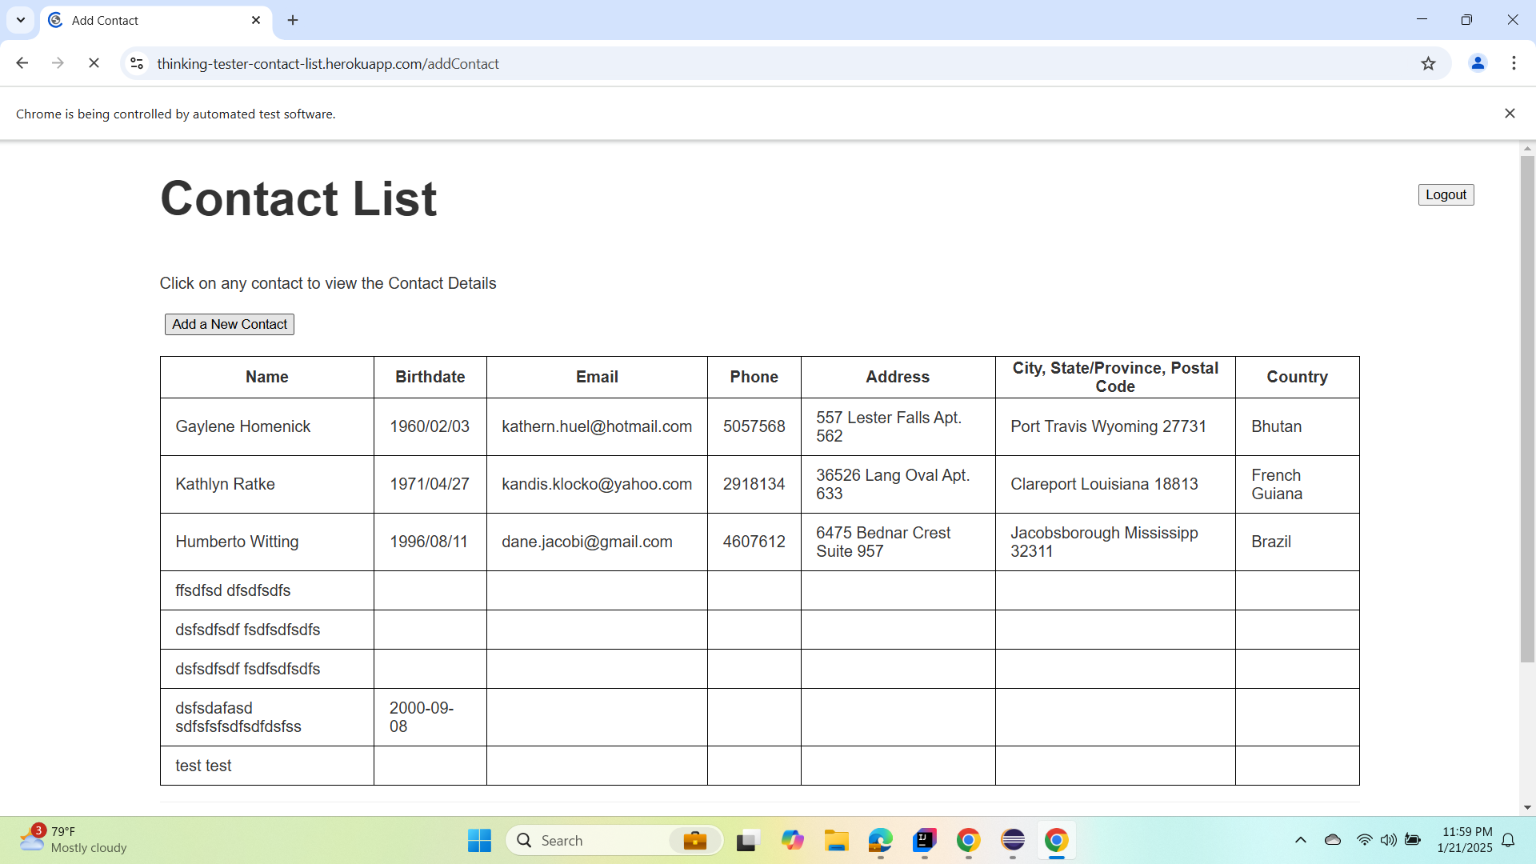 Add Contact
thinking-tester-contact-list.herokuapp.com/addContact
Chrome is being controlled by automated test software.
Contact List
Logout
Click on any contact to view the Contact Details
Add a New Contact
Name Birthdate Email Phone Address City, State/Province, Postal Code Country
Gaylene Homenick 1960/02/03 kathern.huel@hotmail.com 5057568 557 Lester Falls Apt. 562 Port Travis Wyoming 27731 Bhutan
Kathlyn Ratke 1971/04/27 kandis.klocko@yahoo.com 2918134 36526 Lang Oval Apt. 633 Clareport Louisiana 18813 French Guiana
Humberto Witting 1996/08/11 dane.jacobi@gmail.com 4607612 6475 Bednar Crest Suite 957 Jacobsborough Mississipp 32311 Brazil
ffsdfsd dfsdfsdfs
dsfsdfsdf fsdfsdfsdfs
dsfsdfsdf fsdfsdfsdfs
dsfsdafasd sdfsfsfsdfsdfdsfss 2000-09-08
test test
3
79°F
Mostly cloudy
Search
11:59 PM
1/21/2025